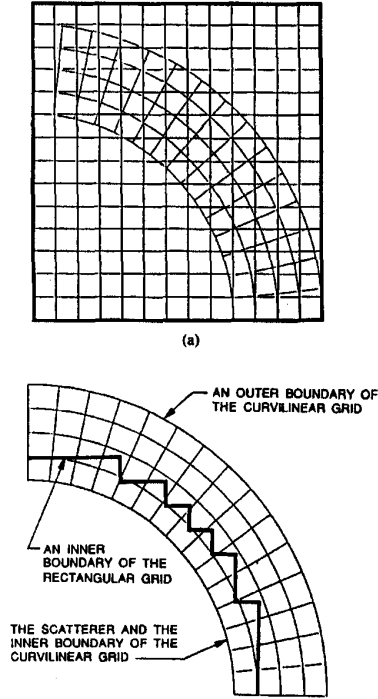 (a)
AN OUTER BOUNDARY OF
THE CURVILINEAR GRID
AN INNER
BOUNDARY OF THE
RECTANGULAR GRID
THE SCATTERER AND THE
INNER BOUNDARY OF THE
CURVILINEAR GRID